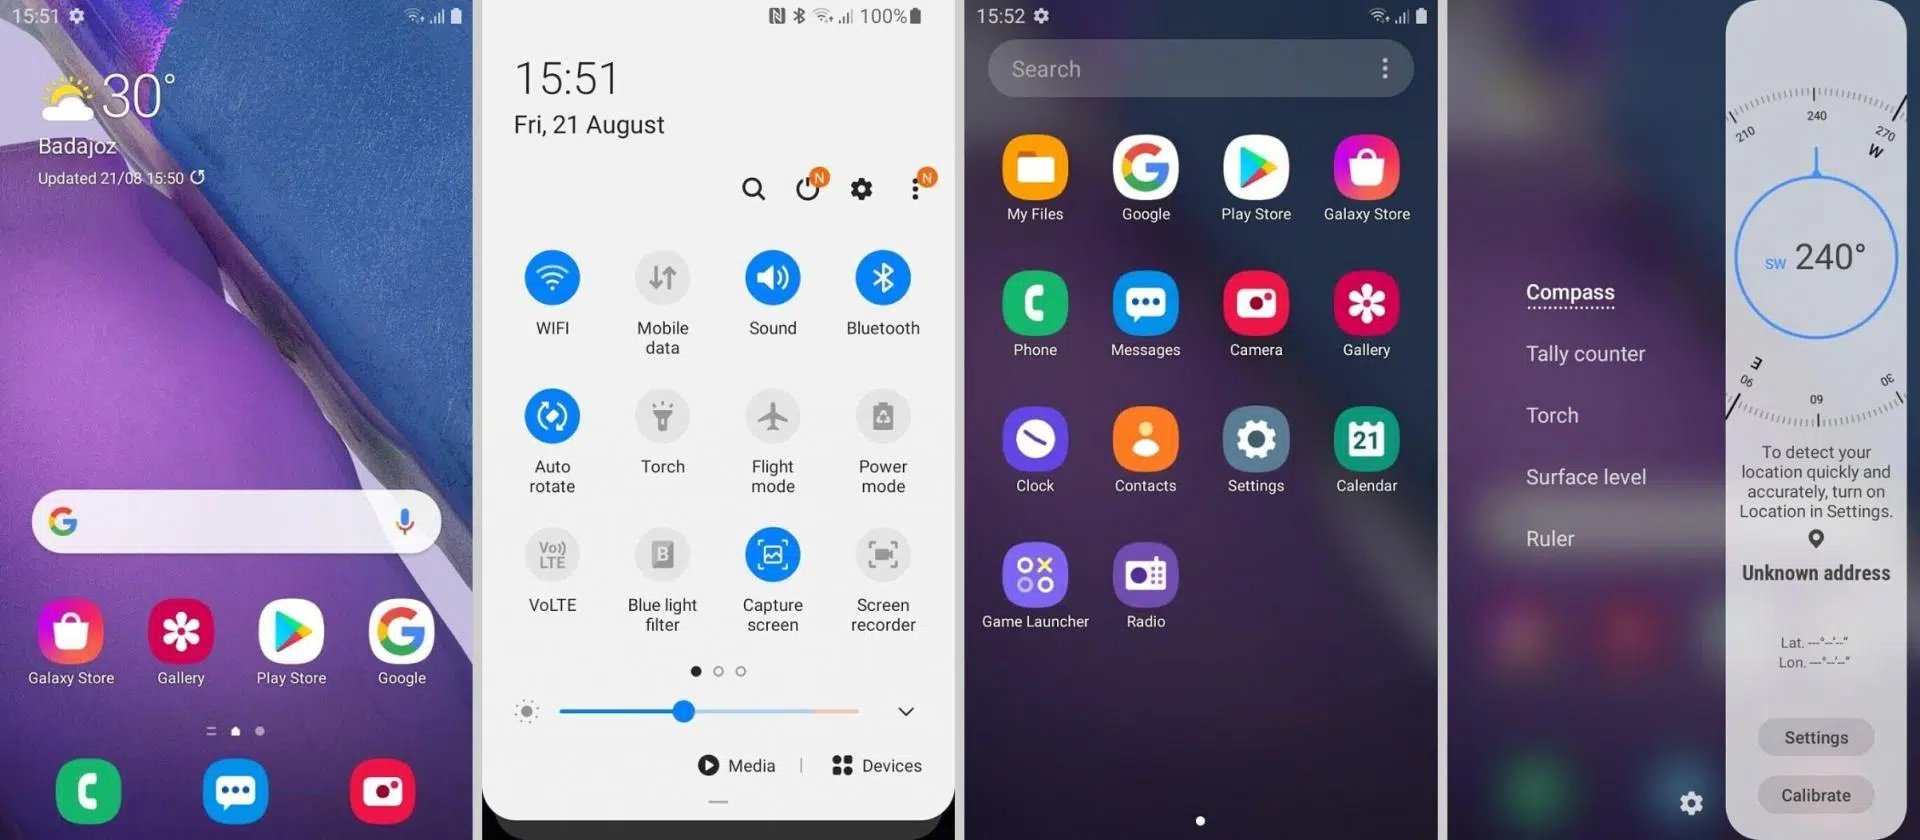 15:51
30°
Badajoz
Updated 21/08 15:50
Galaxy Store
Gallery
Play Store
Google
100%
15:51
Fri, 21 August
N
N
WIFI
Mobile
data
Sound
Bluetooth
Auto
rotate
Torch
Flight
mode
Power
mode
Vo))
LTE
B
VoLTE
Blue light
filter
Capture
screen
Screen
recorder
Media
Devices
15:52
Search
My Files
Google
Play Store
Galaxy Store
Phone
Messages
Camera
Gallery
21
Clock
Contacts
Settings
Calendar
Game Launcher
Radio
Compass
Tally counter
Torch
Surface level
Ruler
210
240
270
W
SW 240°
E
06
09
30
To detect your
location quickly and
accurately, turn on
Location in Settings.
Unknown address
Lat. ---°--'--"
Lon. ---°--'--"
Settings
Calibrate